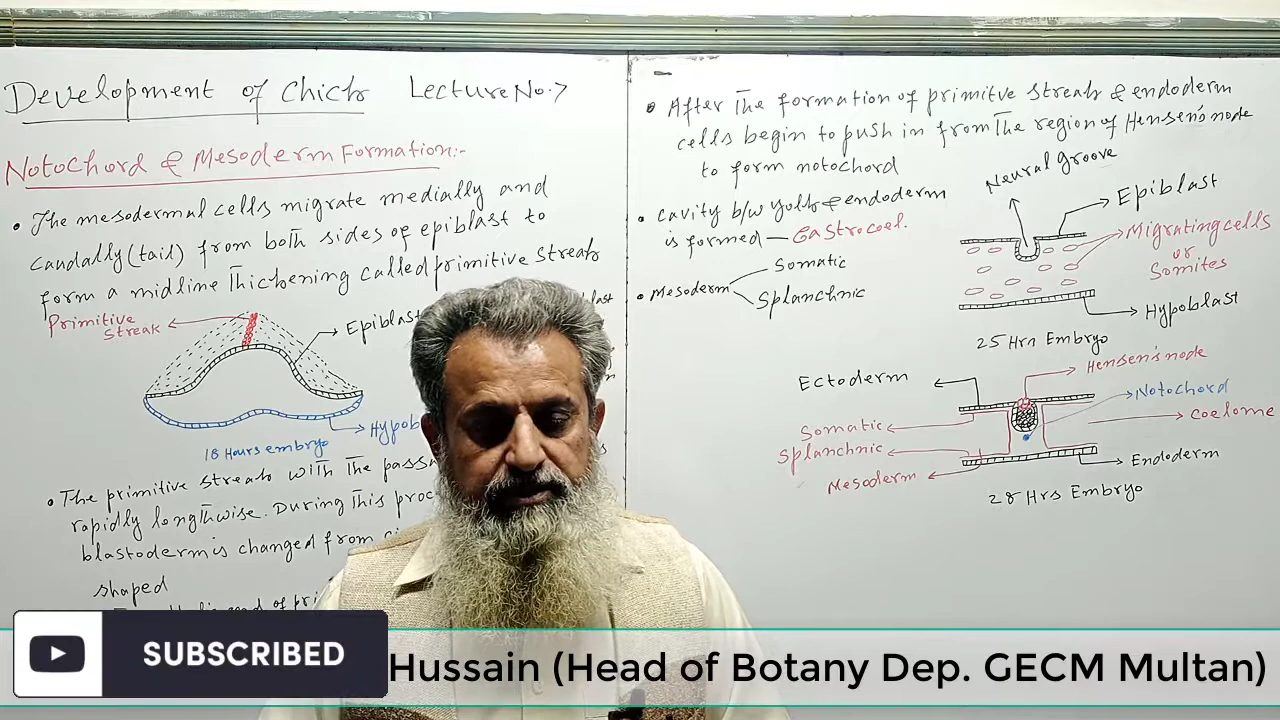 Development of Chick Lecture No. 7
Notochord & Mesoderm Formation:-
• The mesodermal cells migrate medially and
caudally (tail) from both sides of epiblast to
form a midline thickening called primitive streak
Primitive
streak
Epiblast
Hypob
18 Hours embryo
• The primitive streak with the pass
rapidly longthwise. During this proc
blastoderm is changed from
shaped
end of pri
• After the formation of primitve streak & endoderm
cells begin to push in from the region of Hensen's node
to form notochord
• Cavity b/w yolk & endoderm
is formed — Gastrocoel.
• Mesoderm
Somatic
Splanchnic
Neural Groove
Epiblast
Migrating cells
or
Somites
Hypoblast
25 Hrs Embryo
Hensen's node
Ectoderm
Notochord
Coelome
Somatic
Splanchnic
Mesoderm
Endoderm
28 Hrs Embryo
SUBSCRIBED
Hussain (Head of Botany Dep. GECM Multan)